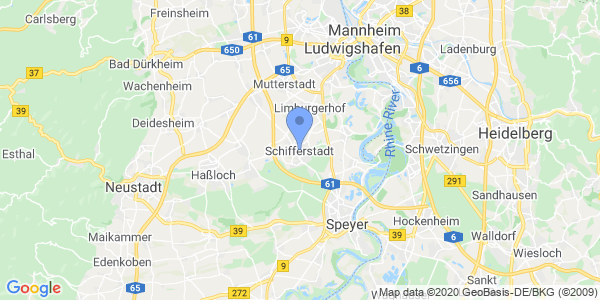 Carlsberg
Freinsheim
61
9
38
Mannheim
Ludwigshafen
Ladenburg
650
37
Bad Dürkheim
65
6
656
Wachenheim
Mutterstadt
39
Limburgerhof
Deidesheim
Rhine River
Heidelberg
Esthal
Schifferstadt
Schwetzingen
Haßloch
Neustadt
61
291
Sandhausen
Speyer
Hockenheim
Maikammer
39
39
6
Walldorf
Edenkoben
9
Wiesloch
65
272
Sankt
Google
Map data ©2020 GeoBasis-DE/BKG (©2009)